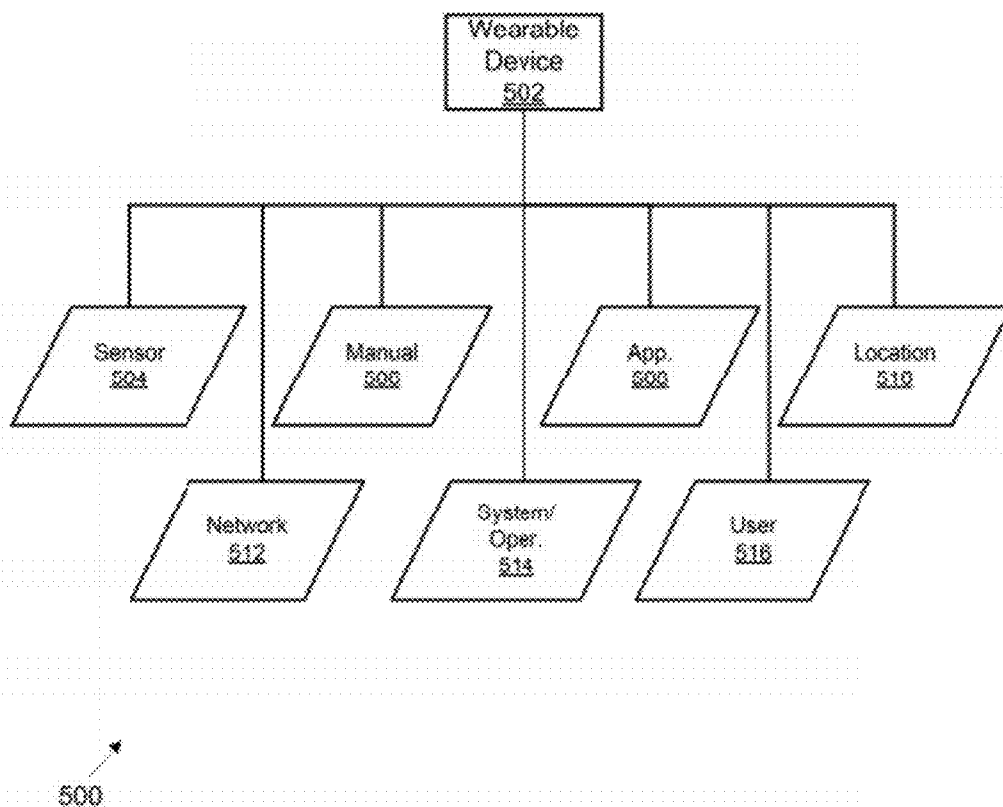 Wearable
Device
502
Sensor
504
Manual
506
App.
508
Location
510
Network
512
System/
Oper.
514
User
516
500